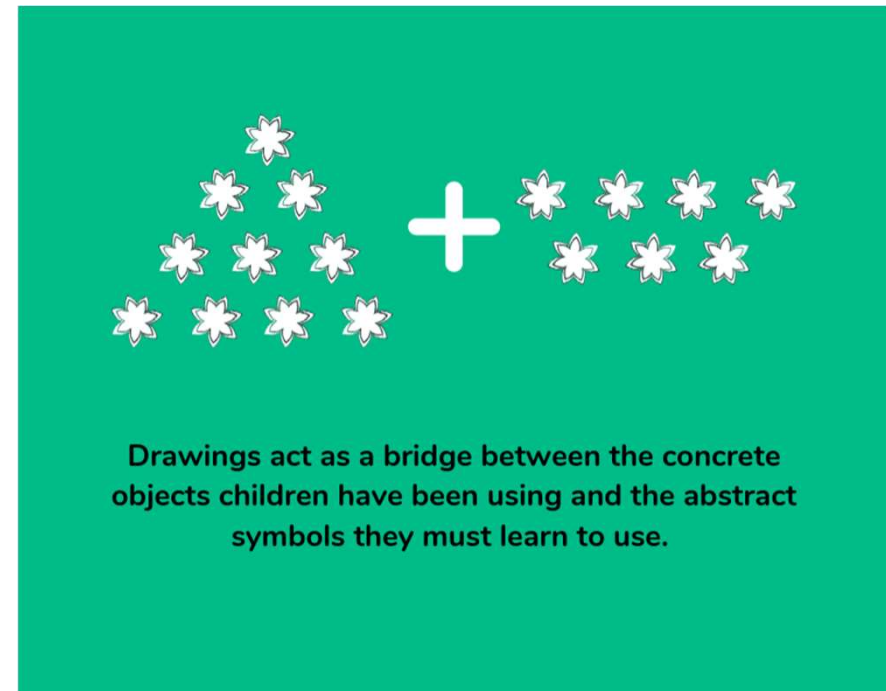 Drawings act as a bridge between the concrete
objects children have been using and the abstract
symbols they must learn to use.